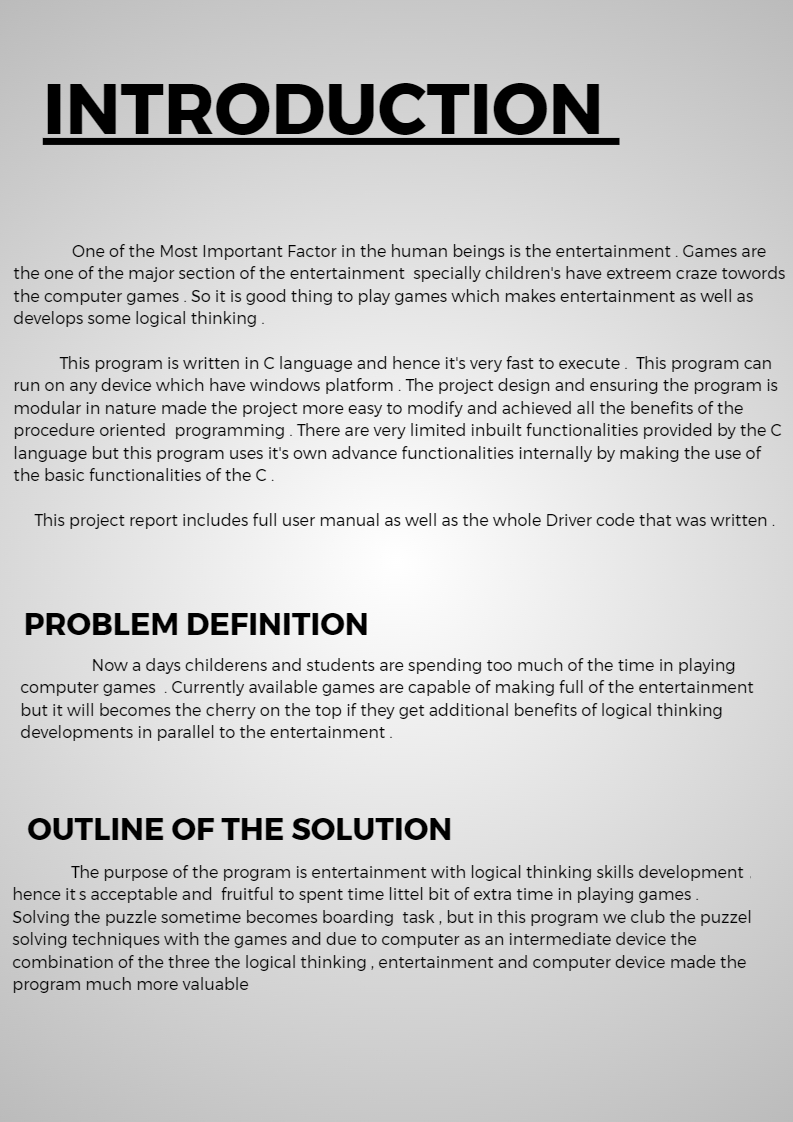 INTRODUCTION
One of the Most Important Factor in the human beings is the entertainment . Games are
the one of the major section of the entertainment  specially children's have extreem craze towords
the computer games . So it is good thing to play games which makes entertainment as well as
develops some logical thinking .
This program is written in C language and hence it's very fast to execute .  This program can
run on any device which have windows platform . The project design and ensuring the program is
modular in nature made the project more easy to modify and achieved all the benefits of the
procedure oriented  programming . There are very limited inbuilt functionalities provided by the C
language but this program uses it's own advance functionalities internally by making the use of
the basic functionalities of the C .
This project report includes full user manual as well as the whole Driver code that was written .
PROBLEM DEFINITION
Now a days childerens and students are spending too much of the time in playing
computer games  . Currently available games are capable of making full of the entertainment
but it will becomes the cherry on the top if they get additional benefits of logical thinking
developments in parallel to the entertainment .
OUTLINE OF THE SOLUTION
The purpose of the program is entertainment with logical thinking skills development .
hence it s acceptable and  fruitful to spent time littel bit of extra time in playing games .
Solving the puzzle sometime becomes boarding  task , but in this program we club the puzzel
solving techniques with the games and due to computer as an intermediate device the
combination of the three the logical thinking , entertainment and computer device made the
program much more valuable